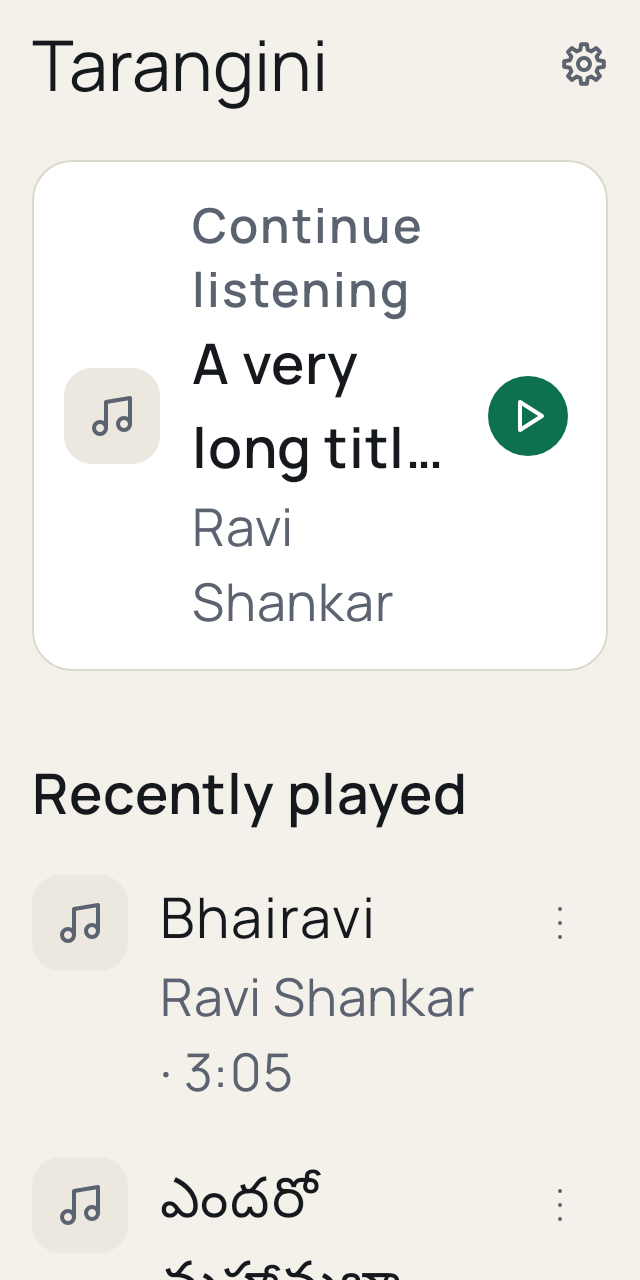 Tarangini
Continue
listening
A very
long titl…
Ravi
Shankar
Recently played
Bhairavi
Ravi Shankar
· 3:05
ఎందరో